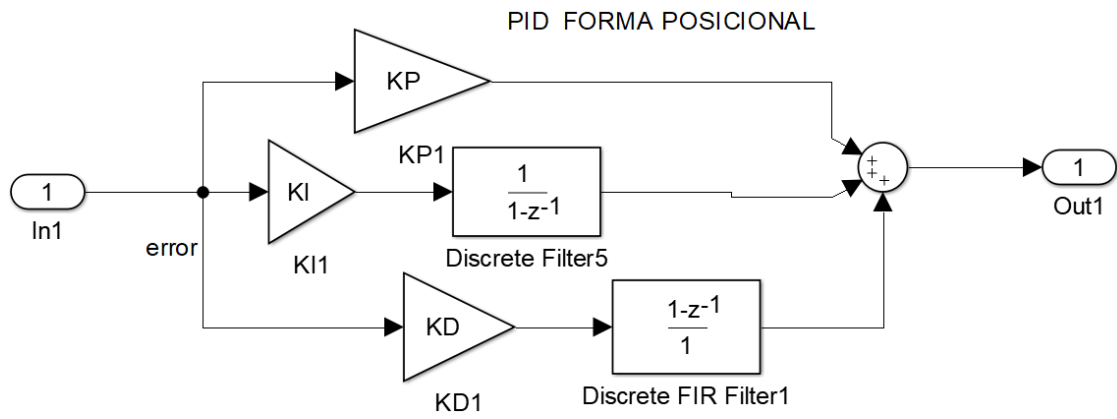 PID FORMA POSICIONAL
KP
KP1
1
In1
error
KI
KI1
1
1-z-1
Discrete Filter5
+
+
+
1
Out1
KD
KD1
1-z-1
1
Discrete FIR Filter1